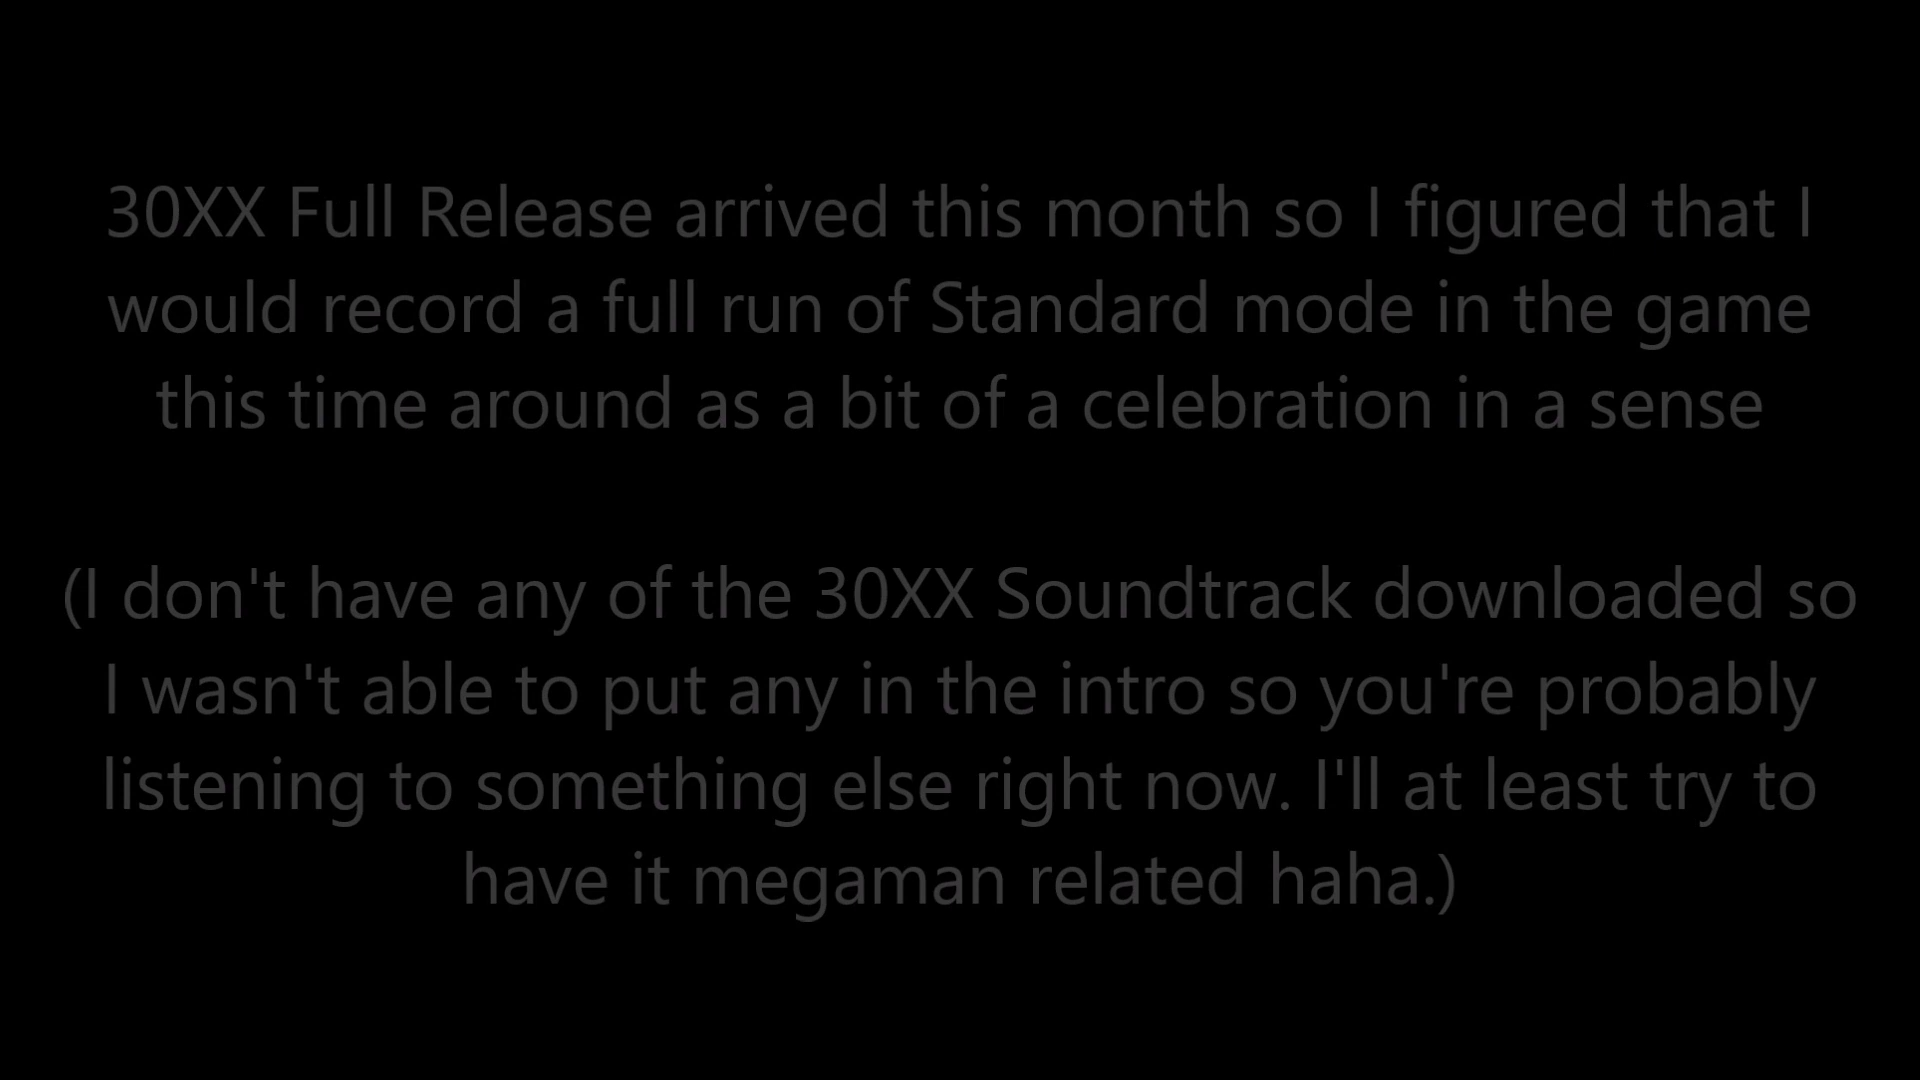 30XX Full Release arrived this month so I figured that I
would record a full run of Standard mode in the game
this time around as a bit of a celebration in a sense
(I don't have any of the 30XX Soundtrack downloaded so
I wasn't able to put any in the intro so you're probably
listening to something else right now. I'll at least try to
have it megaman related haha.)